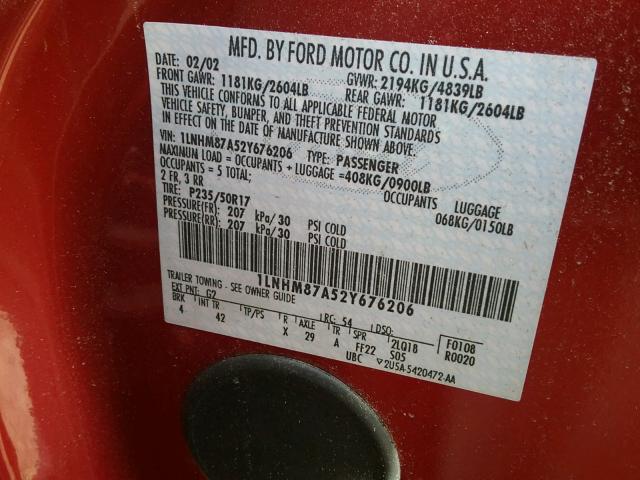 MFD. BY FORD MOTOR CO. IN U.S.A.
DATE: 02/02 GVWR: 2194KG/4839LB
FRONT GAWR: 1181KG/2604LB REAR GAWR: 1181KG/2604LB
THIS VEHICLE CONFORMS TO ALL APPLICABLE FEDERAL MOTOR
VEHICLE SAFETY, BUMPER, AND THEFT PREVENTION STANDARDS
IN EFFECT ON THE DATE OF MANUFACTURE SHOWN ABOVE.
VIN: 1LNHM87A52Y676206 TYPE: PASSENGER
MAXIMUM LOAD = OCCUPANTS + LUGGAGE =408KG/0900LB
OCCUPANTS = 5 TOTAL; OCCUPANTS LUGGAGE
2 FR, 3 RR 068KG/0150LB
TIRE: P235/50R17
PRESSURE(FR) 207 kPa/30 PSI COLD
PRESSURE(RR) 207 kPa/30 PSI COLD
1LNHM87A52Y676206
TRAILER TOWING - SEE OWNER GUIDE
EXT PNT: G2 RC: 54 DSO: F0108
BRK INT TR TP/PS R AXLE TR SPR 2LQ18 R0020
4 42 X 29 A FF22 S05
UBC ▽2USA-5420472-AA